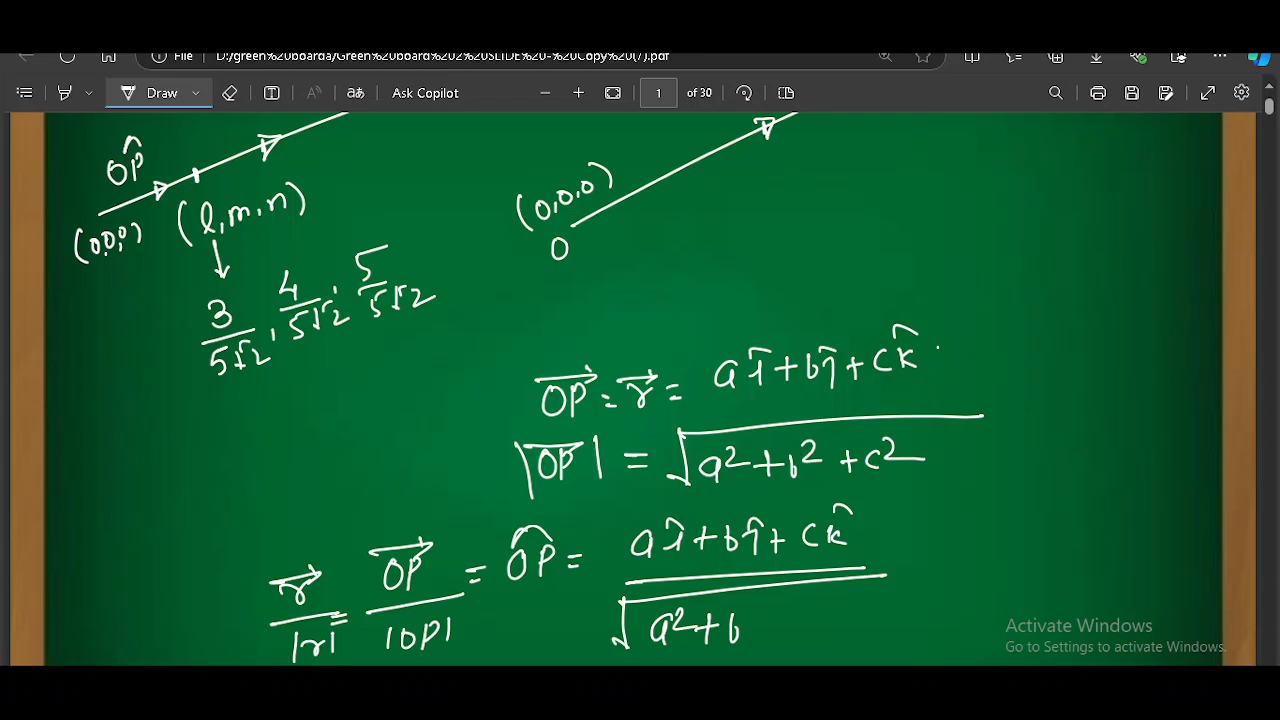 File D:/green%20boarda/Green%20board%202%20SLIDE%20-%20Copy%20(7).pdf
Draw Ask Copilot 1 of 30
OP̂
(0,0,0) (l,m,n)
3/5√2, 4/5√2, 5/5√2
(0,0,0)
O
OP⃗ = r⃗ = aî+bĵ+ck̂
|OP⃗| = √a²+b²+c²
r⃗/|r| = OP⃗/|OP| = OP̂ = aî+bĵ+ck̂/√a²+b
Activate Windows
Go to Settings to activate Windows.